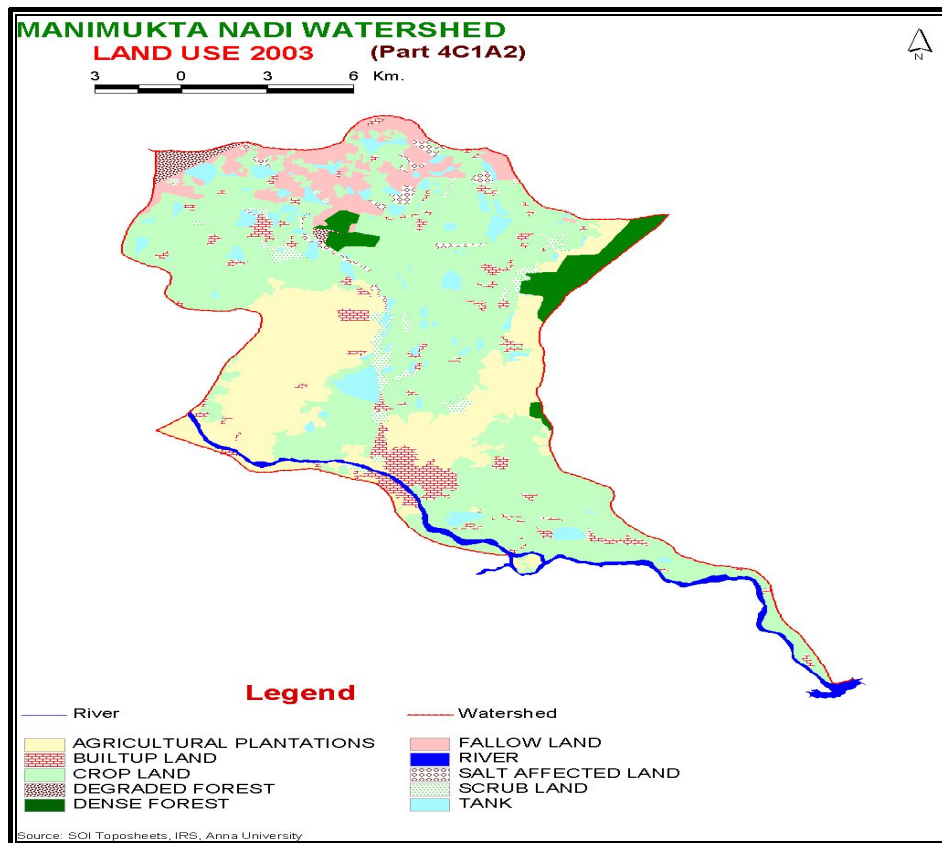 MANIMUKTA NADI WATERSHED
LAND USE 2003 (Part 4C1A2)
3 0 3 6 Km.
N
Legend
River
Watershed
AGRICULTURAL PLANTATIONS
BUILTUP LAND
CROP LAND
DEGRADED FOREST
DENSE FOREST
FALLOW LAND
RIVER
SALT AFFECTED LAND
SCRUB LAND
TANK
Source: SOI Toposheets, IRS, Anna University